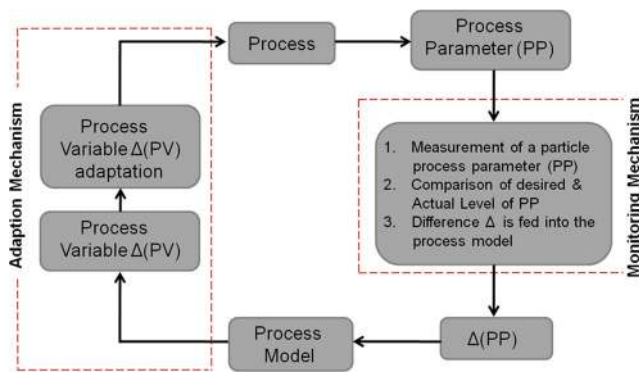 Process
Process
Parameter (PP)
Adaption Mechanism
Process
Variable Δ(PV)
adaptation
Process
Variable Δ(PV)
Monitoring Mechanism
1. Measurement of a particle
process parameter (PP)
2. Comparison of desired &
Actual Level of PP
3. Difference Δ is fed into the
process model
Process
Model
Δ(PP)